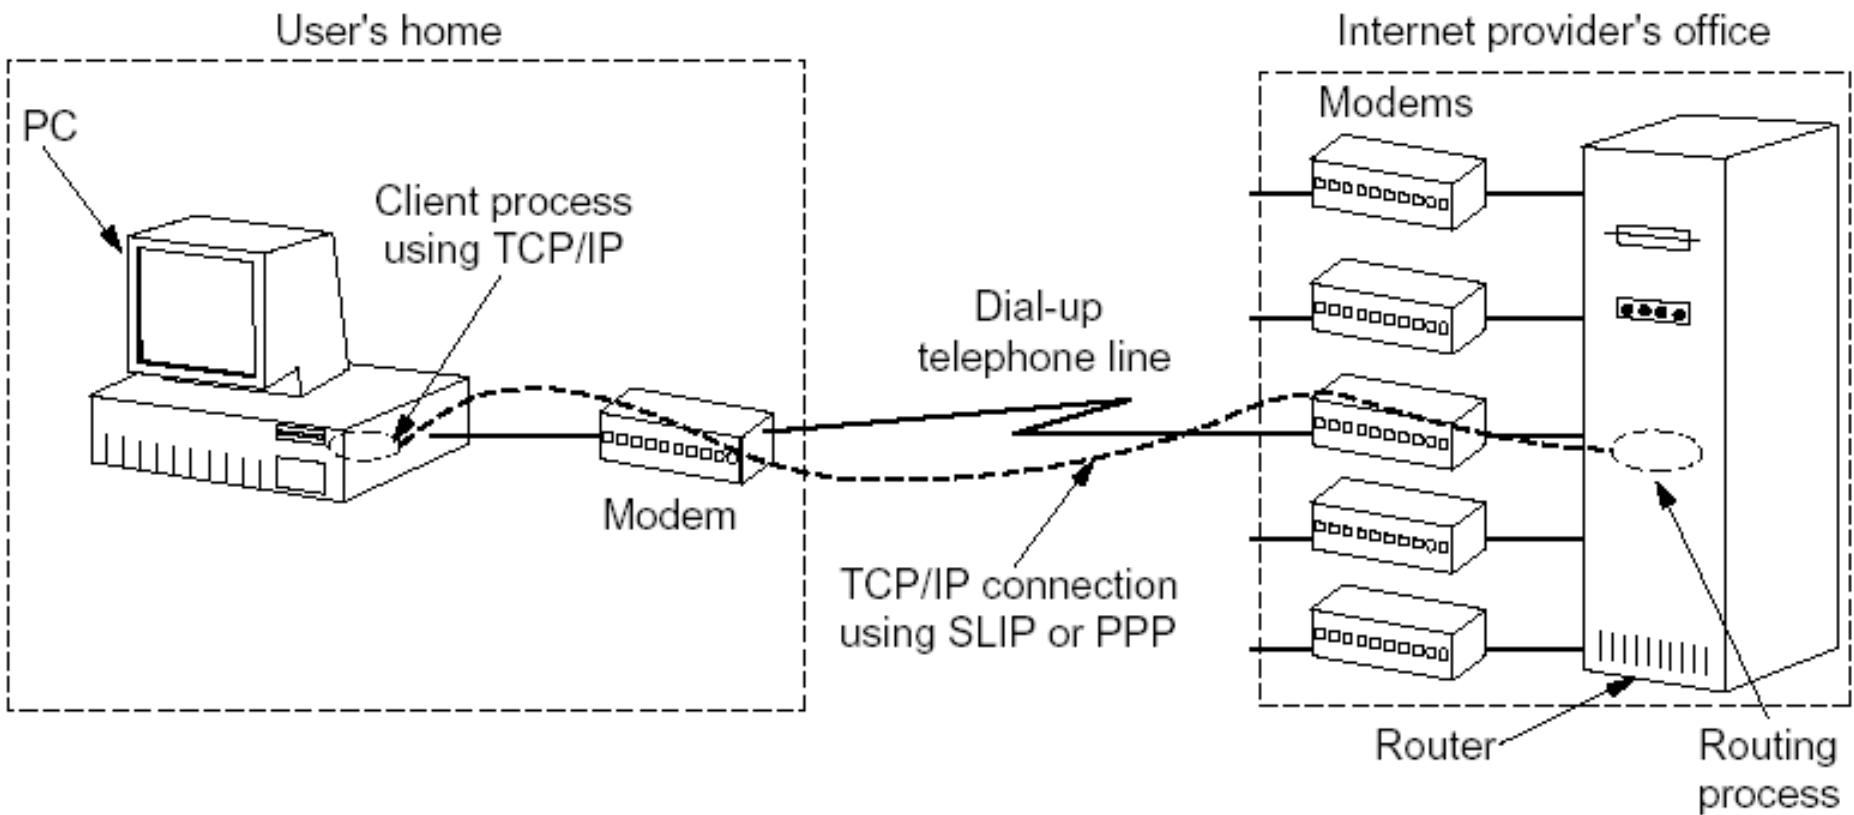 User's home
Internet provider's office
PC
Modems
Client process
using TCP/IP
Dial-up
telephone line
Modem
TCP/IP connection
using SLIP or PPP
Router
Routing
process